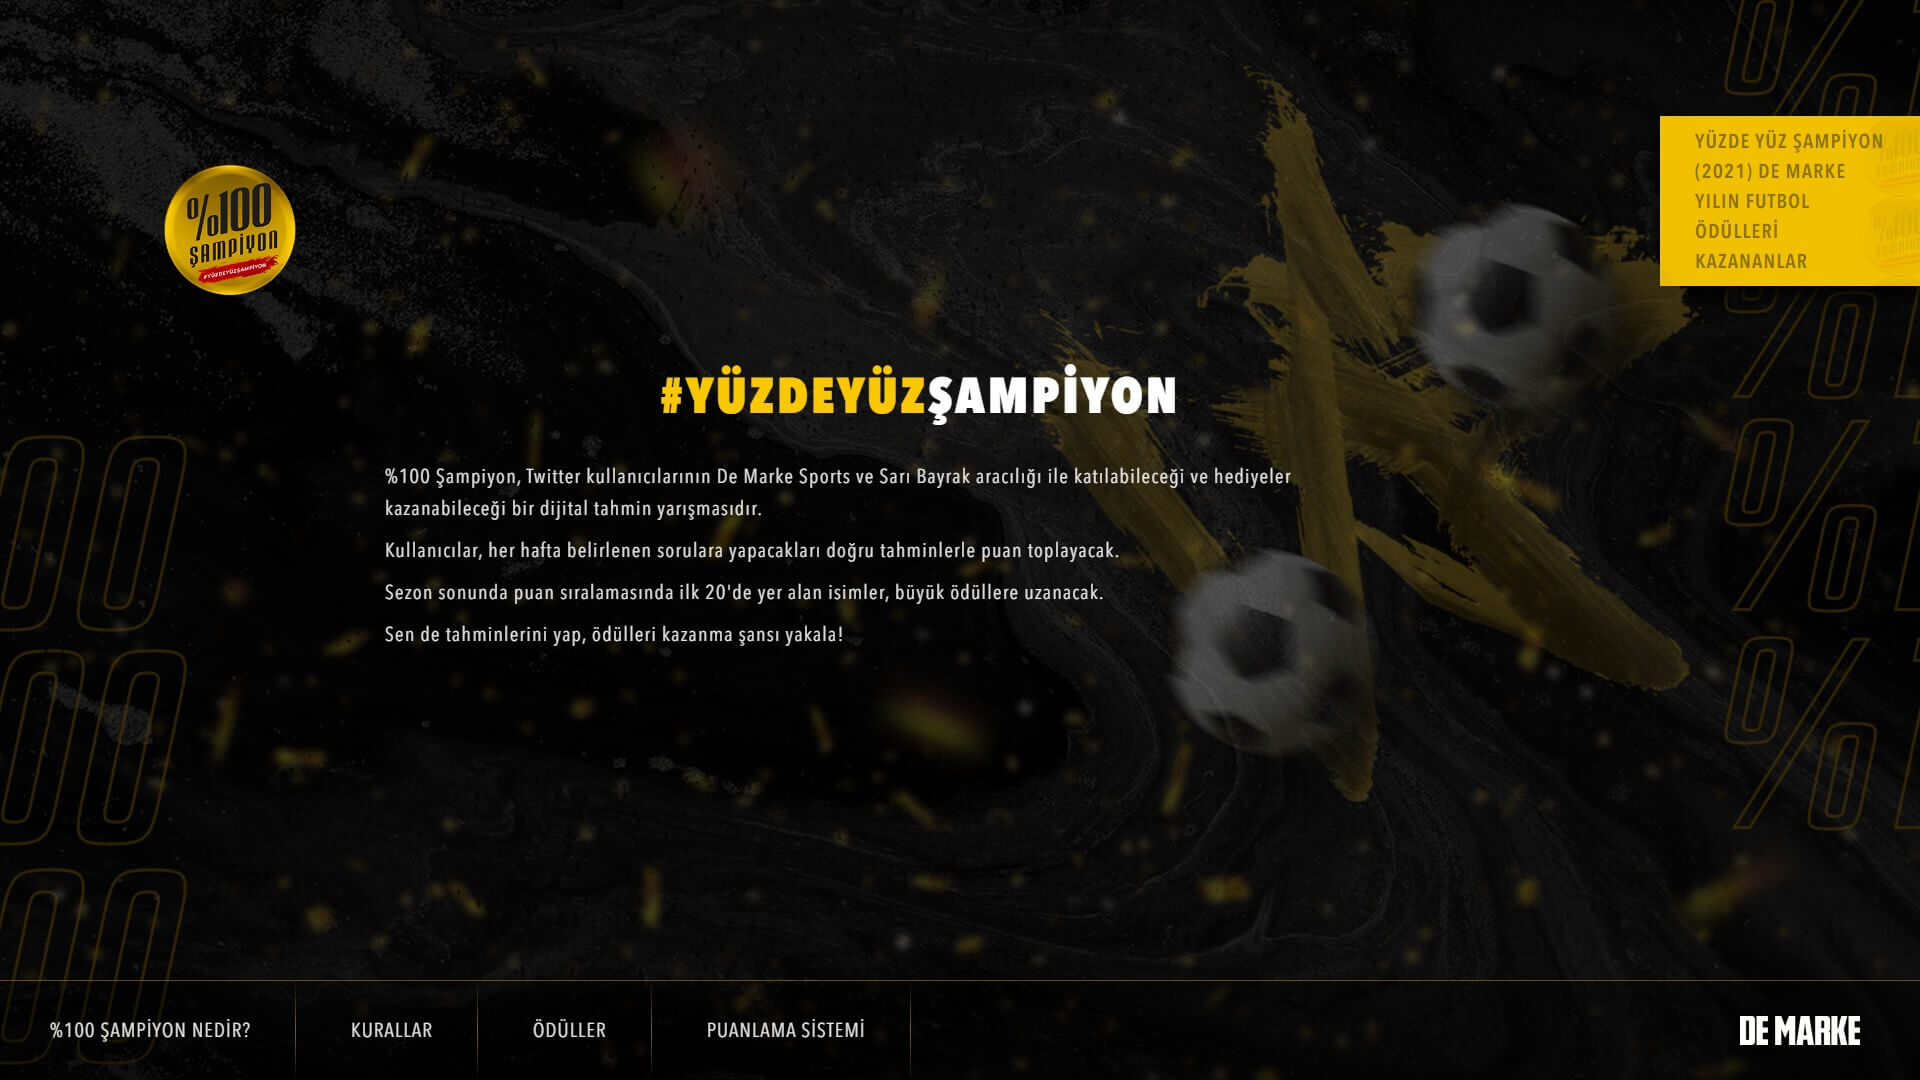 %100
ŞAMPİYON
#YÜZDEYÜZŞAMPİYON
YÜZDE YÜZ ŞAMPİYON
(2021) DE MARKE
YILIN FUTBOL
ÖDÜLLERİ
KAZANANLAR
#YÜZDEYÜZŞAMPİYON
%100 Şampiyon, Twitter kullanıcılarının De Marke Sports ve Sarı Bayrak aracılığı ile katılabileceği ve hediyeler
kazanabileceği bir dijital tahmin yarışmasıdır.
Kullanıcılar, her hafta belirlenen sorulara yapacakları doğru tahminlerle puan toplayacak.
Sezon sonunda puan sıralamasında ilk 20'de yer alan isimler, büyük ödüllere uzanacak.
Sen de tahminlerini yap, ödülleri kazanma şansı yakala!
%100 ŞAMPİYON NEDİR?
KURALLAR
ÖDÜLLER
PUANLAMA SİSTEMİ
DE MARKE